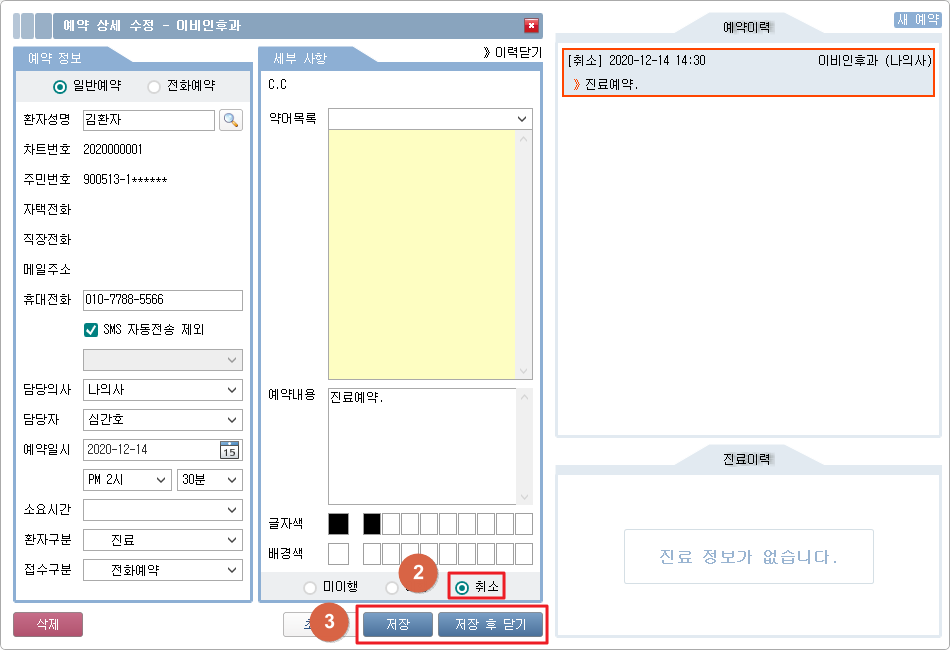 예약 상세 수정 - 이비인후과
예약 정보
일반예약 전화예약
환자성명 김환자
차트번호 2020000001
주민번호 900513-1******
자택전화
직장전화
메일주소
휴대전화 010-7788-5566
SMS 자동전송 제외
담당의사 나의사
담당자 심간호
예약일시 2020-12-14 15
PM 2시 30분
소요시간
환자구분 진료
접수구분 전화예약
삭제
세부 사항 》이력닫기
C.C
약어목록
예약내용 진료예약.
글자색
배경색
미이행 2 취소
3 저장 저장 후 닫기
예약이력 새 예약
[취소] 2020-12-14 14:30 이비인후과 (나의사)
》진료예약.
진료이력
진료 정보가 없습니다.